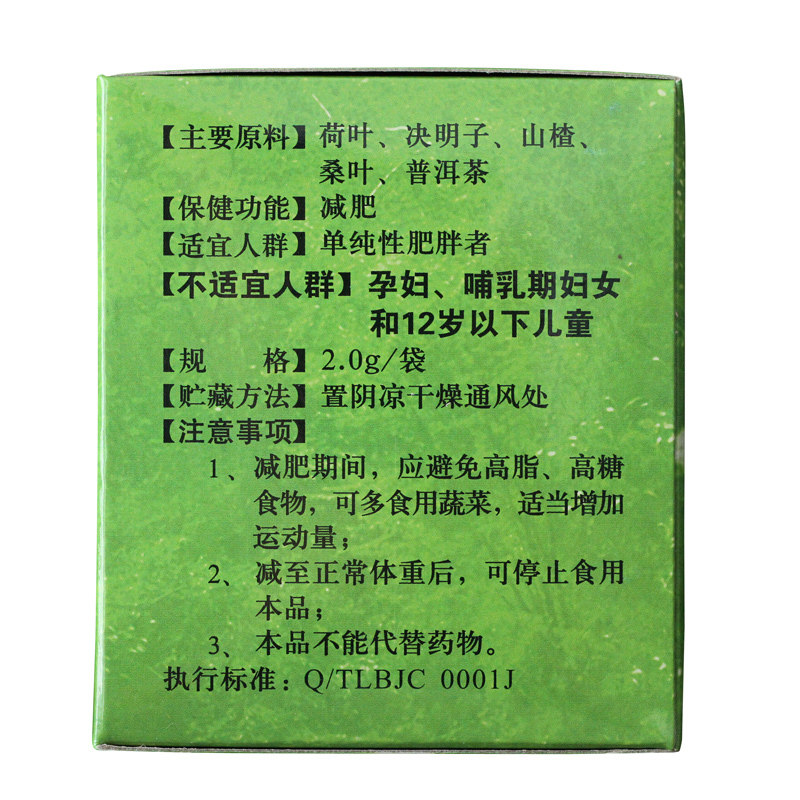 【主要原料】荷叶、决明子、山楂、
桑叶、普洱茶
【保健功能】减肥
【适宜人群】单纯性肥胖者
【不适宜人群】孕妇、哺乳期妇女
和12岁以下儿童
【规　　格】2.0g/袋
【贮藏方法】置阴凉干燥通风处
【注意事项】
1、减肥期间，应避免高脂、高糖
食物，可多食用蔬菜，适当增加
运动量；
2、减至正常体重后，可停止食用
本品；
3、本品不能代替药物。
执行标准：Q/TLBJC 0001J